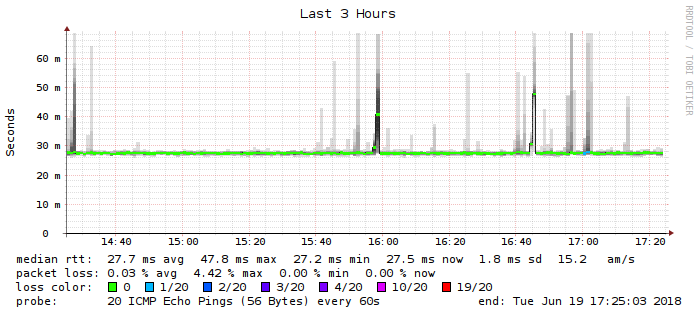 Last 3 Hours
RRDTOOL / TOBI OETIKER
Seconds
60 m
50 m
40 m
30 m
20 m
10 m
0
14:40 15:00 15:20 15:40 16:00 16:20 16:40 17:00 17:20
median rtt: 27.7 ms avg 47.8 ms max 27.2 ms min 27.5 ms now 1.8 ms sd 15.2 am/s
packet loss: 0.03 % avg 4.42 % max 0.00 % min 0.00 % now
loss color: 0 1/20 2/20 3/20 4/20 10/20 19/20
probe: 20 ICMP Echo Pings (56 Bytes) every 60s end: Tue Jun 19 17:25:03 2018